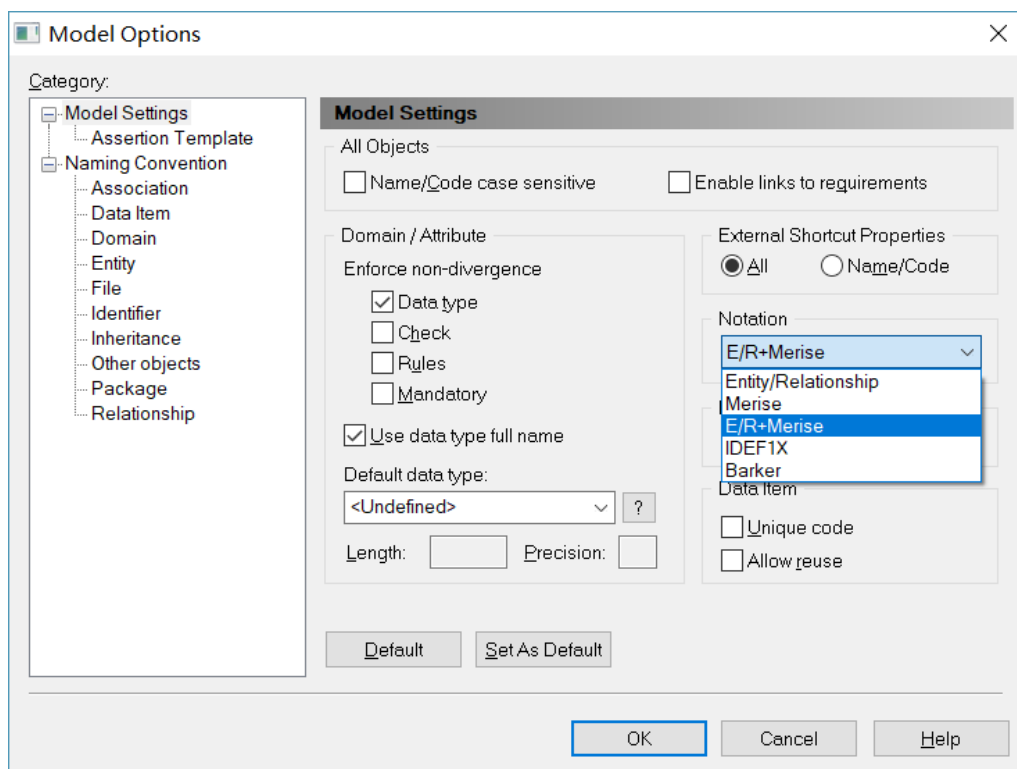 Model Options
Category:
Model Settings
Assertion Template
Naming Convention
Association
Data Item
Domain
Entity
File
Identifier
Inheritance
Other objects
Package
Relationship
Model Settings
All Objects
Name/Code case sensitive
Enable links to requirements
Domain / Attribute
Enforce non-divergence
Data type
Check
Rules
Mandatory
Use data type full name
Default data type:
<Undefined>
?
Length:
Precision:
External Shortcut Properties
All
Name/Code
Notation
E/R+Merise
Entity/Relationship
Merise
E/R+Merise
IDEF1X
Barker
Data Item
Unique code
Allow reuse
Default
Set As Default
OK
Cancel
Help